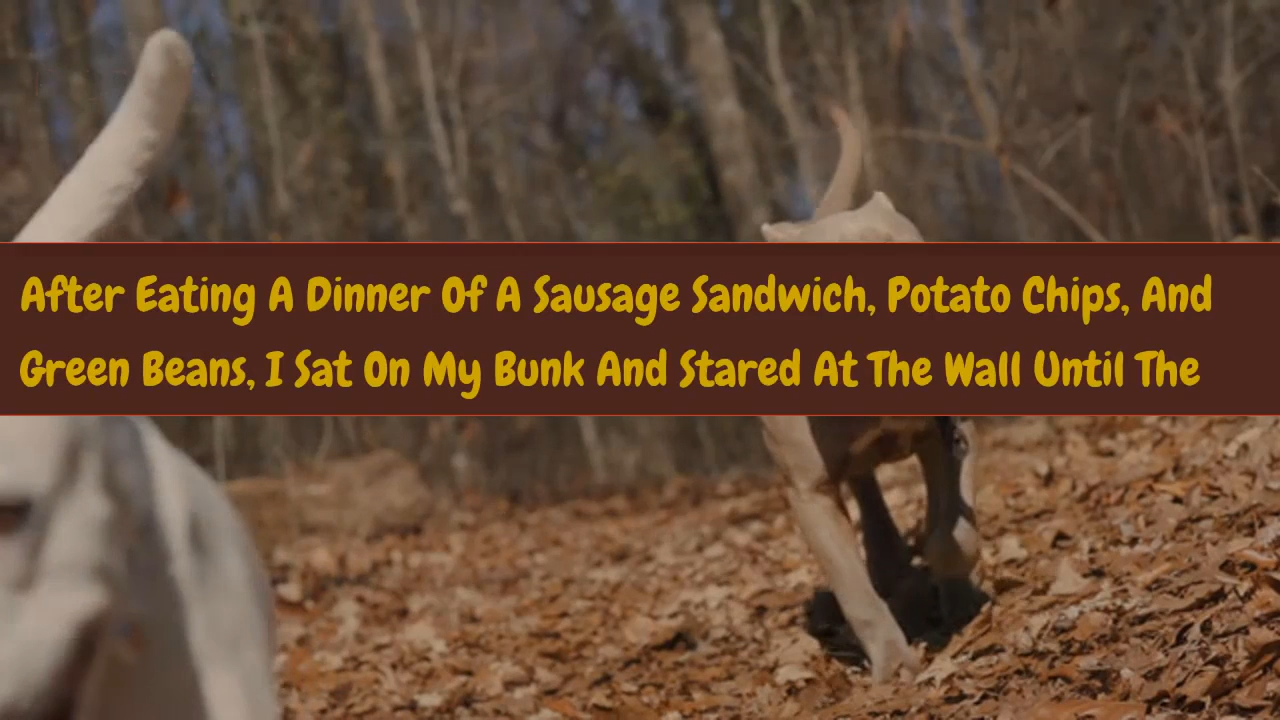 After Eating A Dinner Of A Sausage Sandwich, Potato Chips, And
Green Beans, I Sat On My Bunk And Stared At The Wall Until The